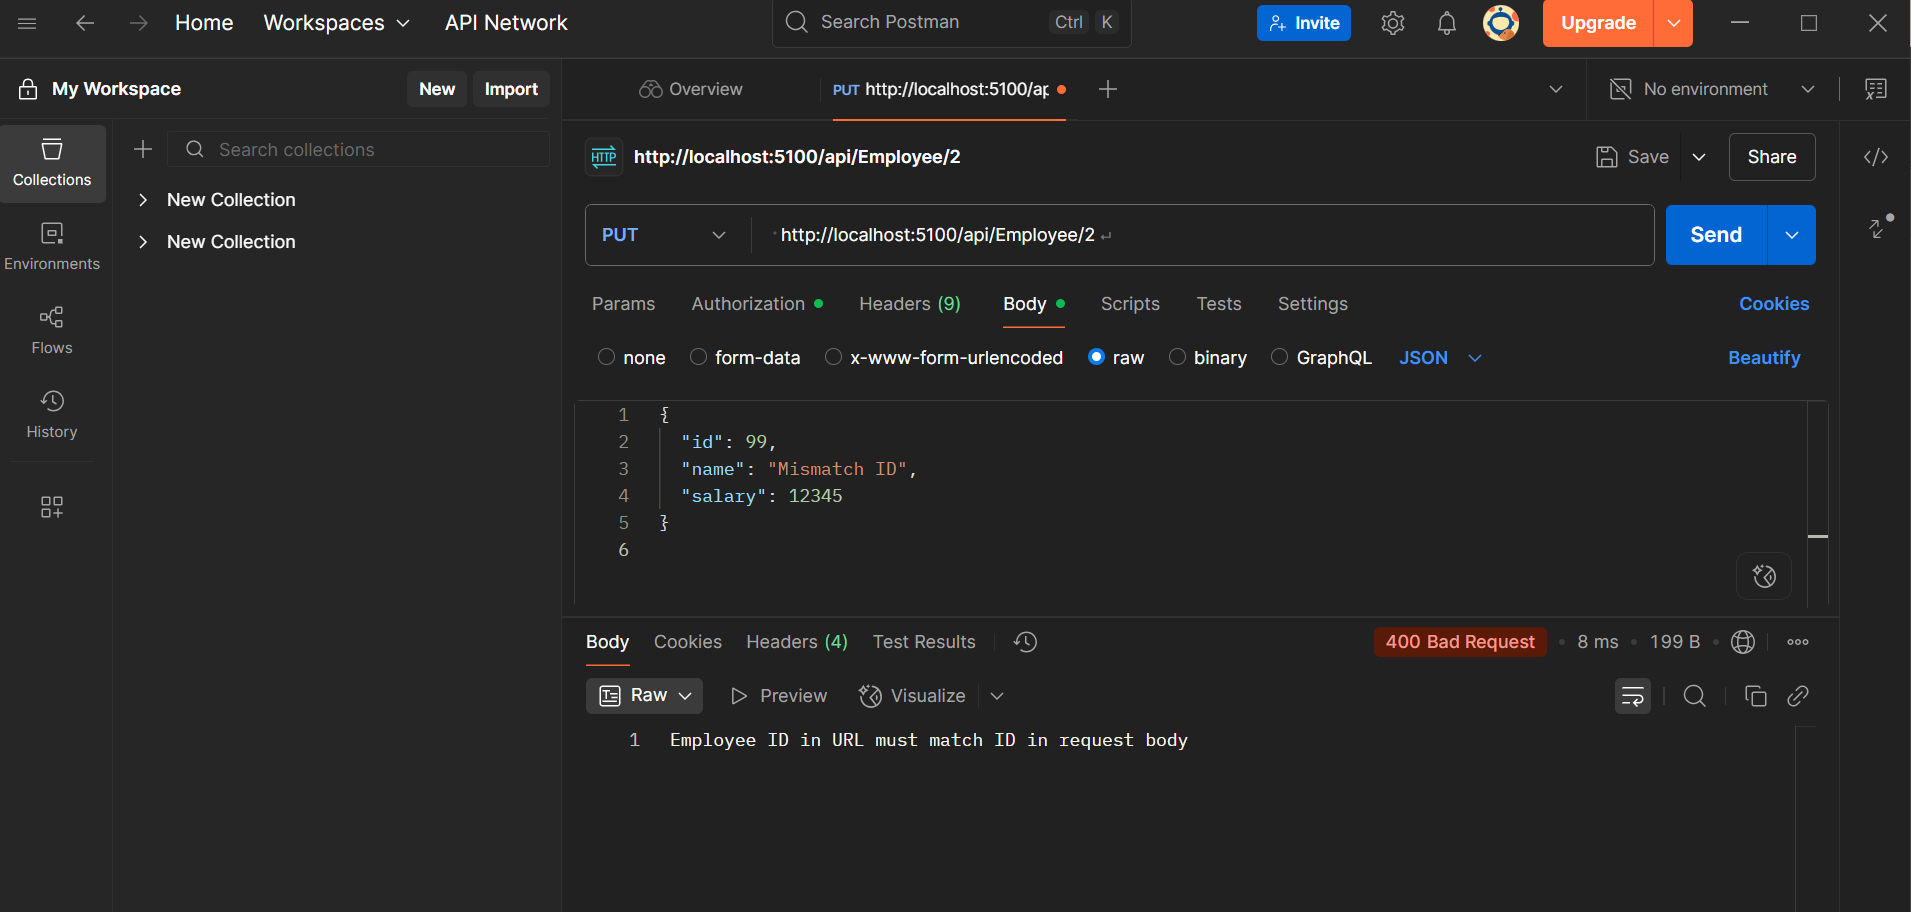 Home Workspaces API Network Search Postman Ctrl K Invite Upgrade
My Workspace New Import Overview PUT http://localhost:5100/ap No environment
Collections
Environments
Flows
History
Search collections
New Collection
New Collection
HTTP http://localhost:5100/api/Employee/2 Save Share
PUT http://localhost:5100/api/Employee/2 Send
Params Authorization Headers (9) Body Scripts Tests Settings Cookies
none form-data x-www-form-urlencoded raw binary GraphQL JSON Beautify
1 {
2 "id": 99,
3 "name": "Mismatch ID",
4 "salary": 12345
5 }
6
Body Cookies Headers (4) Test Results 400 Bad Request • 8 ms • 199 B •
Raw Preview Visualize
1 Employee ID in URL must match ID in request body